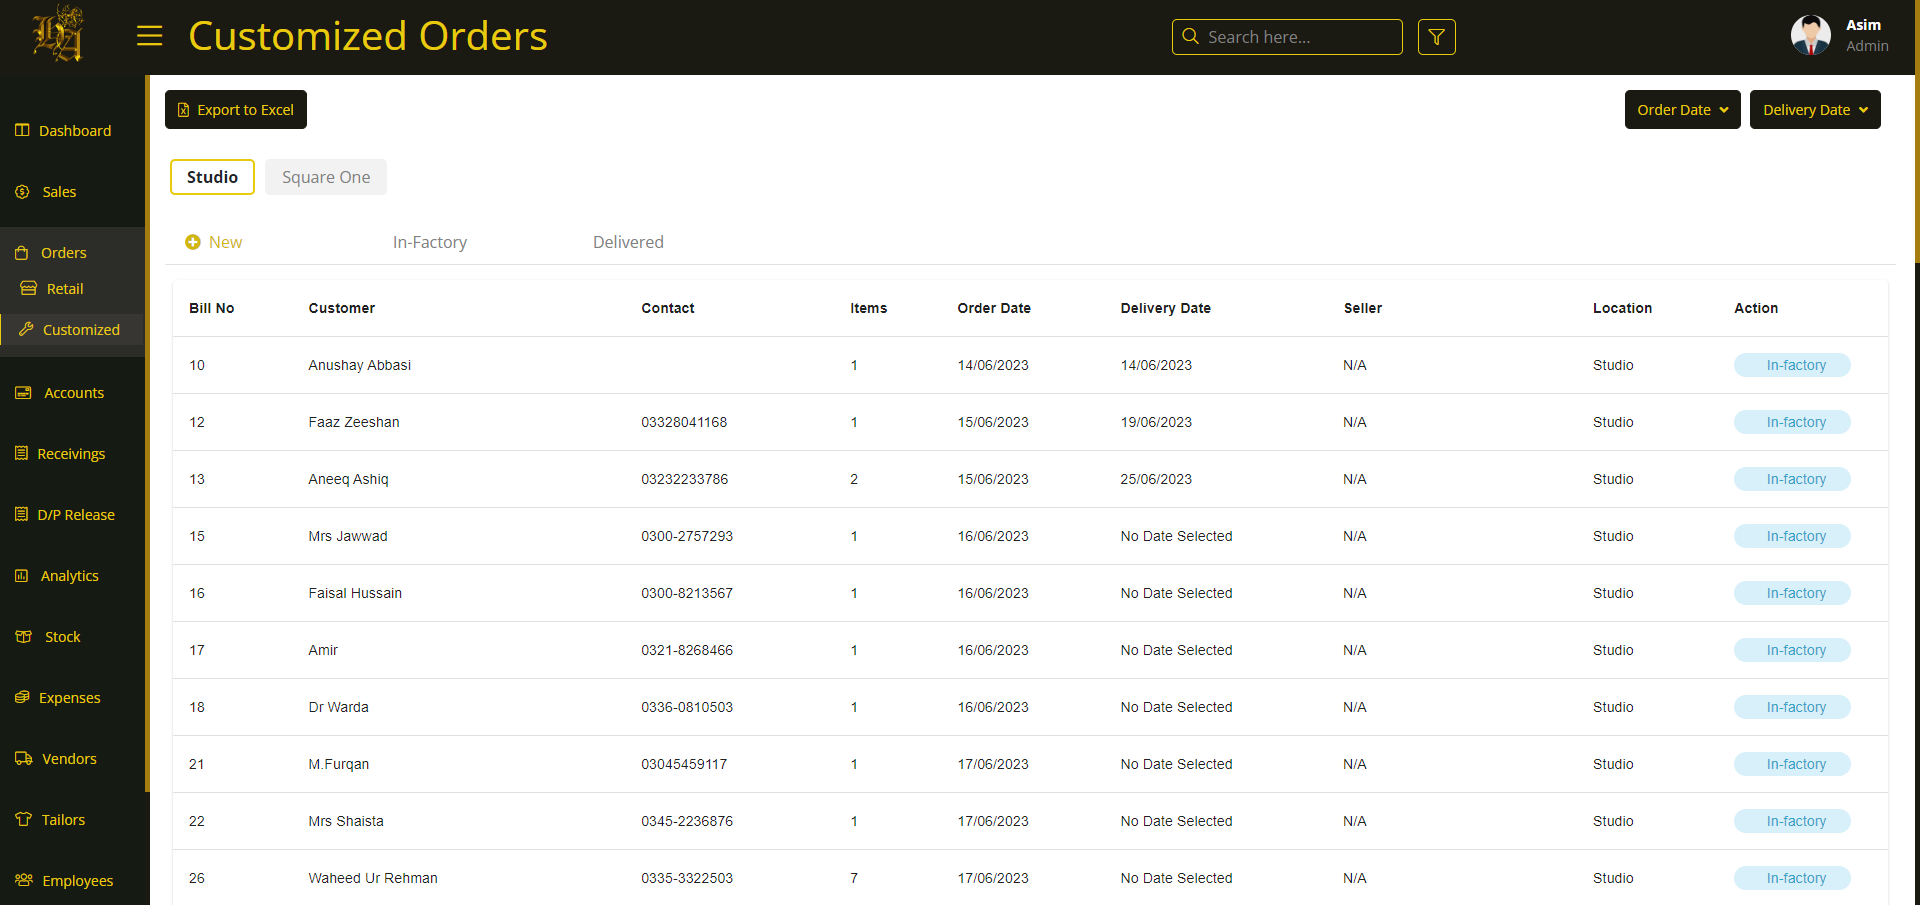 Customized Orders
Search here...
Asim
Admin
Dashboard
Sales
Orders
Retail
Customized
Accounts
Receivings
D/P Release
Analytics
Stock
Expenses
Vendors
Tailors
Employees
Export to Excel
Order Date
Delivery Date
Studio
Square One
New
In-Factory
Delivered
Bill No Customer Contact Items Order Date Delivery Date Seller Location Action
10 Anushay Abbasi 1 14/06/2023 14/06/2023 N/A Studio In-factory
12 Faaz Zeeshan 03328041168 1 15/06/2023 19/06/2023 N/A Studio In-factory
13 Aneeq Ashiq 03232233786 2 15/06/2023 25/06/2023 N/A Studio In-factory
15 Mrs Jawwad 0300-2757293 1 16/06/2023 No Date Selected N/A Studio In-factory
16 Faisal Hussain 0300-8213567 1 16/06/2023 No Date Selected N/A Studio In-factory
17 Amir 0321-8268466 1 16/06/2023 No Date Selected N/A Studio In-factory
18 Dr Warda 0336-0810503 1 16/06/2023 No Date Selected N/A Studio In-factory
21 M.Furqan 03045459117 1 17/06/2023 No Date Selected N/A Studio In-factory
22 Mrs Shaista 0345-2236876 1 17/06/2023 No Date Selected N/A Studio In-factory
26 Waheed Ur Rehman 0335-3322503 7 17/06/2023 No Date Selected N/A Studio In-factory